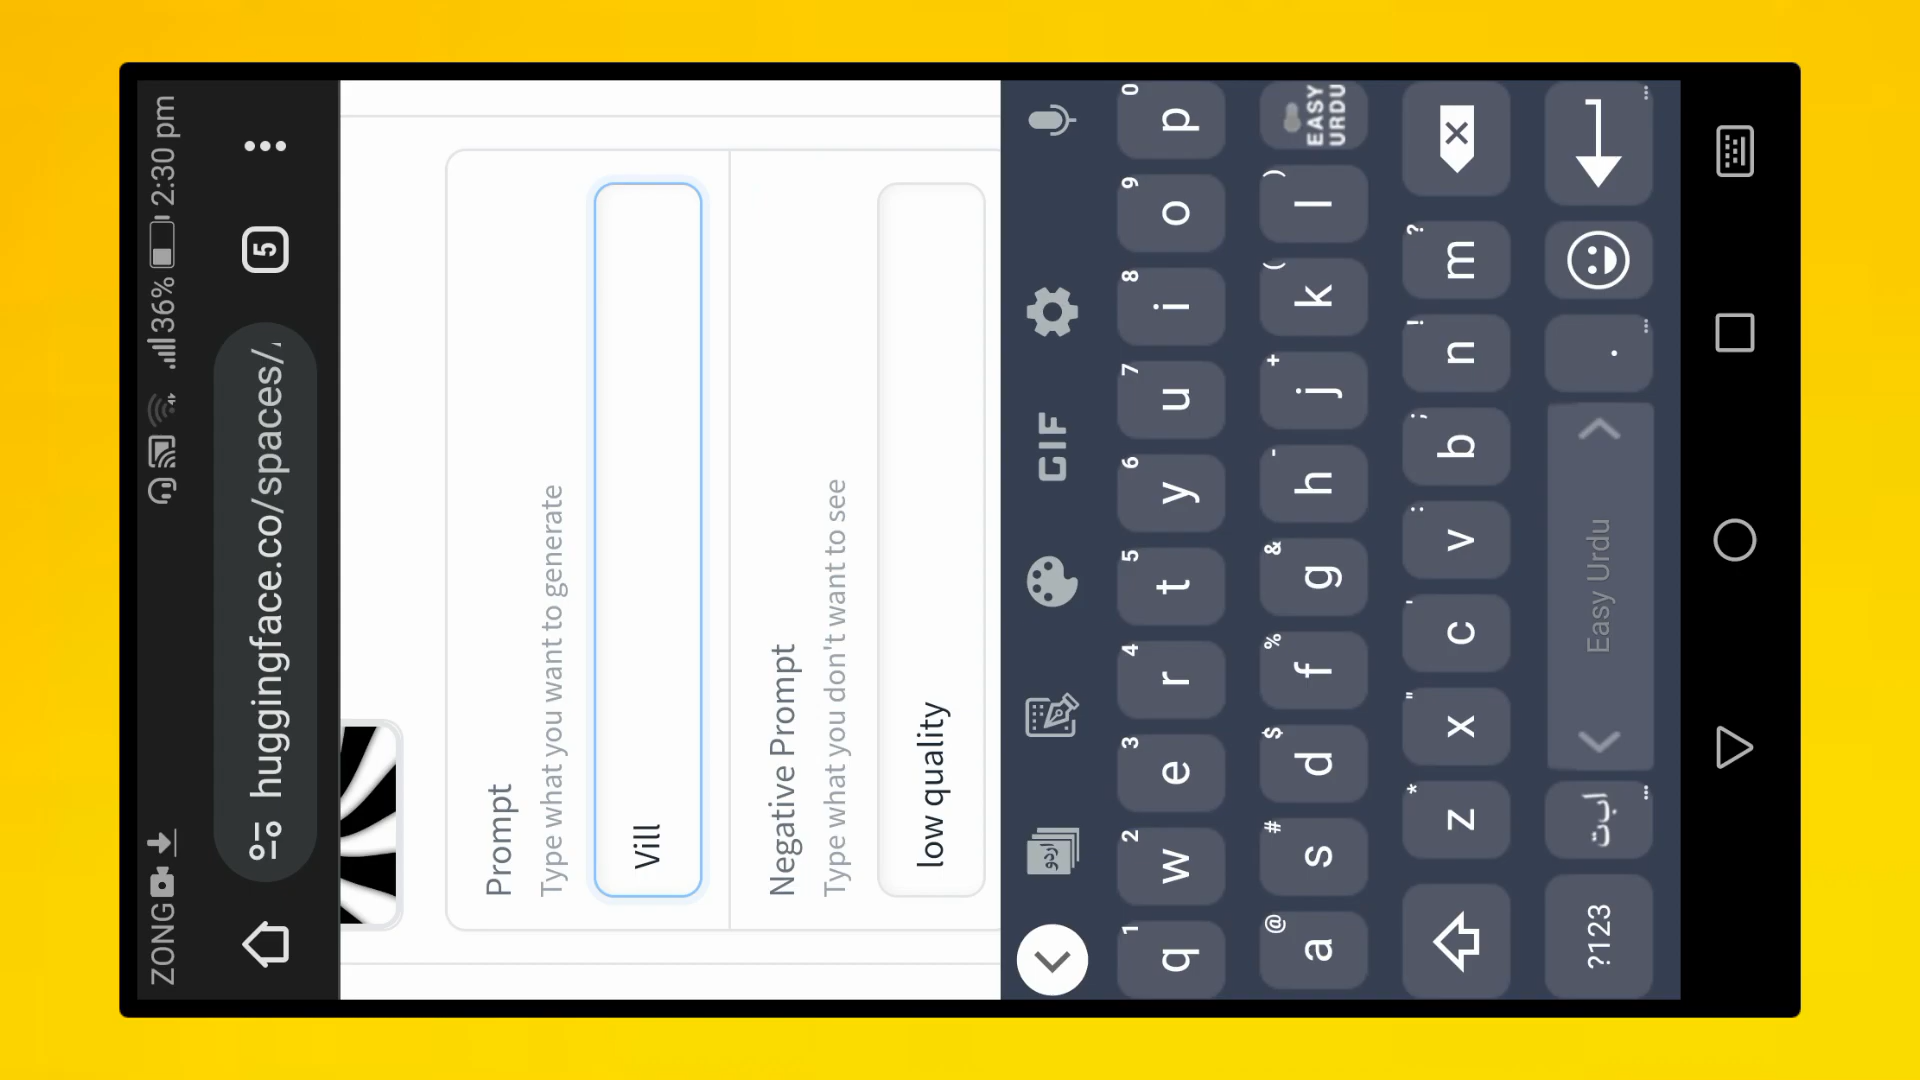 ZONG 36% 2:30 pm
huggingface.co/spaces/
5
Prompt
Type what you want to generate
Vill
Negative Prompt
Type what you don't want to see
low quality
اردو GIF
1 2 3 4 5 6 7 8 9 0
q w e r t y u i o p
@ # $ % & - + ( )
a s d f g h j k l EASY URDU
* " ' : ; ! ?
z x c v b n m
?123 اب‌ت Easy Urdu .